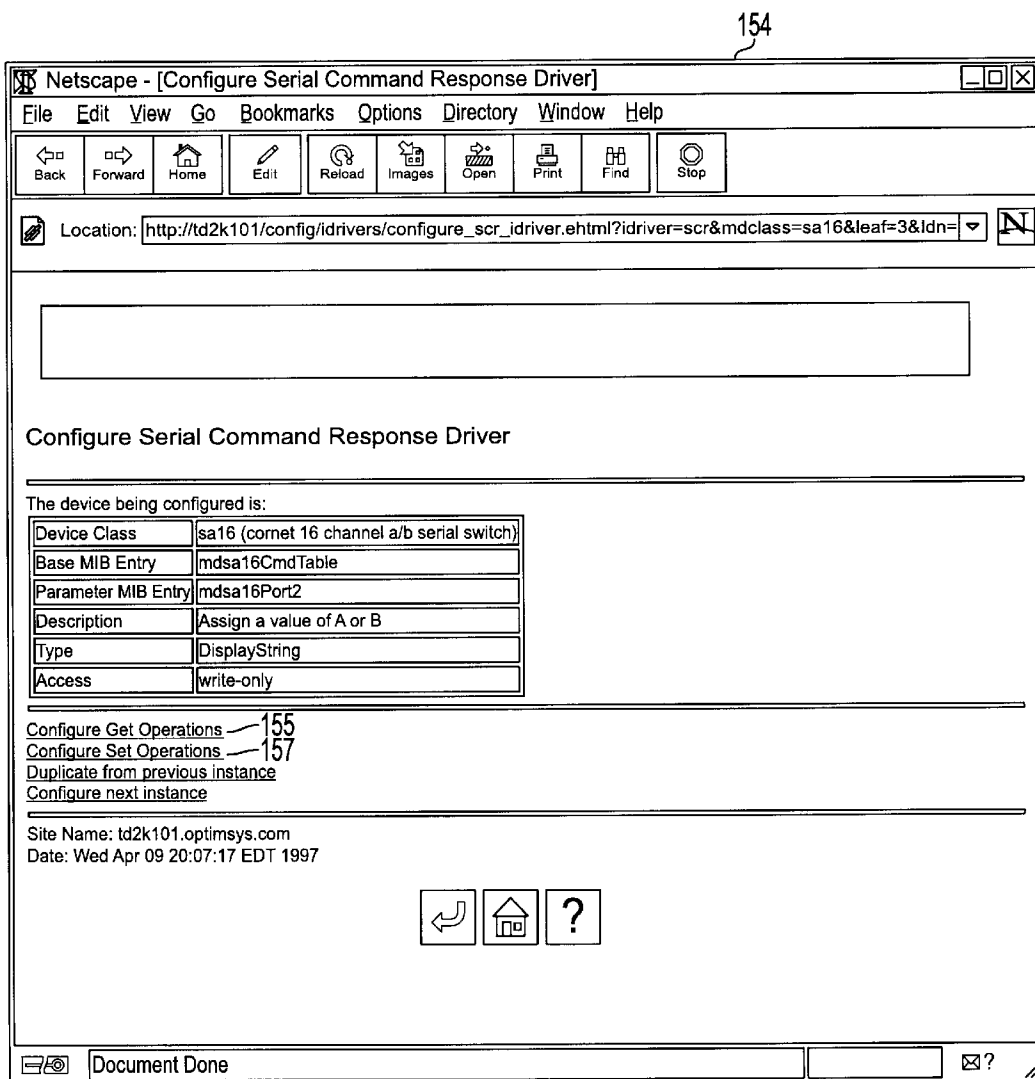 154
Netscape - [Configure Serial Command Response Driver]
File Edit View Go Bookmarks Options Directory Window Help
Back Forward Home Edit Reload Images Open Print Find Stop
Location: http://td2k101/config/idrivers/configure_scr_idriver.ehtml?idriver=scr&mdclass=sa16&leaf=3&ldn= N
Configure Serial Command Response Driver
The device being configured is:
Device Class sa16 (cornet 16 channel a/b serial switch)
Base MIB Entry mdsa16CmdTable
Parameter MIB Entry mdsa16Port2
Description Assign a value of A or B
Type DisplayString
Access write-only
Configure Get Operations 155
Configure Set Operations 157
Duplicate from previous instance
Configure next instance
Site Name: td2k101.optimsys.com
Date: Wed Apr 09 20:07:17 EDT 1997
?
Document Done ?